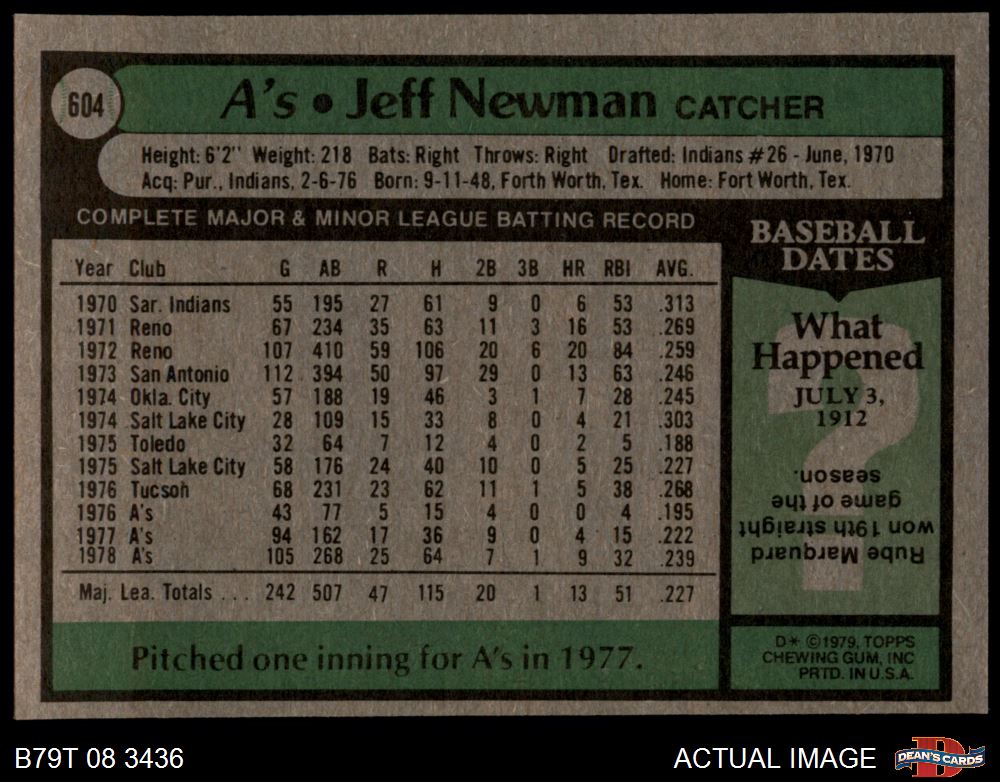 604
A's • Jeff Newman CATCHER
Height: 6'2" Weight: 218 Bats: Right Throws: Right Drafted: Indians #26 - June, 1970
Acq: Pur., Indians, 2-6-76 Born: 9-11-48, Forth Worth, Tex. Home: Fort Worth, Tex.
COMPLETE MAJOR & MINOR LEAGUE BATTING RECORD
Year Club G AB R H 2B 3B HR RBI AVG.
1970 Sar. Indians 55 195 27 61 9 0 6 53 .313
1971 Reno 67 234 35 63 11 3 16 53 .269
1972 Reno 107 410 59 106 20 6 20 84 .259
1973 San Antonio 112 394 50 97 29 0 13 63 .246
1974 Okla. City 57 188 19 46 3 1 7 28 .245
1974 Salt Lake City 28 109 15 33 8 0 4 21 .303
1975 Toledo 32 64 7 12 4 0 2 5 .188
1975 Salt Lake City 58 176 24 40 10 0 5 25 .227
1976 Tucson 68 231 23 62 11 1 5 38 .268
1976 A's 43 77 5 15 4 0 0 4 .195
1977 A's 94 162 17 36 9 0 4 15 .222
1978 A's 105 268 25 64 7 1 9 32 .239
Maj. Lea. Totals ... 242 507 47 115 20 1 13 51 .227
Pitched one inning for A's in 1977.
BASEBALL
DATES
What
Happened
JULY 3,
1912
?
Rube Marquard
won 19th straight
game of the
season.
D* ©1979, TOPPS
CHEWING GUM, INC
PRTD. IN U.S.A.
B79T 08 3436
ACTUAL IMAGE
D
DEAN'S CARDS